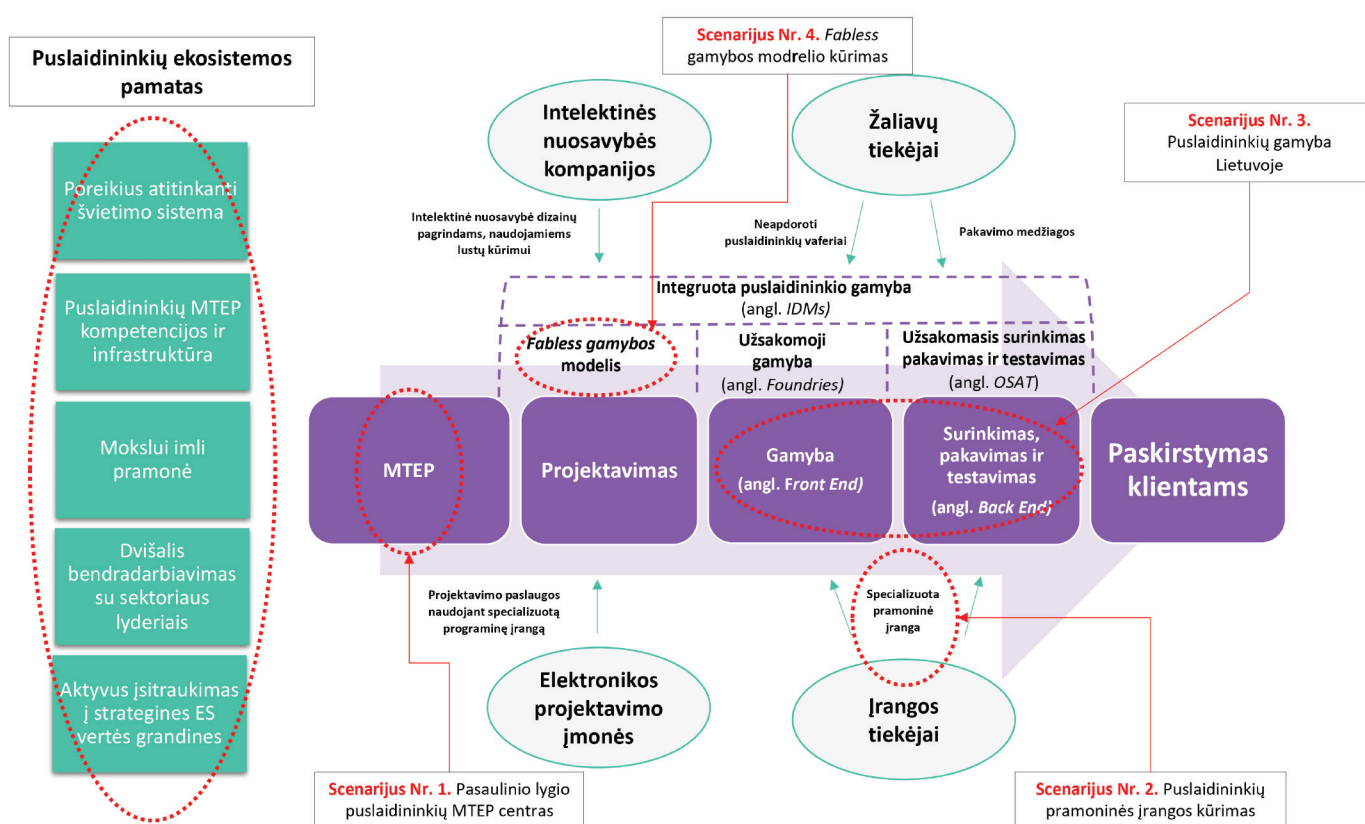 Puslaidininkių ekosistemos
pamatas
Poreikius atitinkanti
švietimo sistema
Puslaidininkių MTEP
kompetencijos ir
infrastruktūra
Mokslui imli
pramonė
Dvišalis
bendradarbiavimas
su sektoriaus
lyderiais
Aktyvus įsitraukimas
į strategines ES
vertės grandines
Scenarijus Nr. 4. Fabless
gamybos modrelio kūrimas
Intelektinės
nuosavybės
kompanijos
Žaliavų
tiekėjai
Scenarijus Nr. 3.
Puslaidininkių gamyba
Lietuvoje
Intelektinė nuosavybė dizainų
pagrindams, naudojamiems
lustų kūrimui
Neapdoroti
puslaidininkių vaferiai
Pakavimo medžiagos
Integruota puslaidininkio gamyba
(angl. IDMs)
Fabless gamybos
modelis
Užsakomoji
gamyba
(angl. Foundries)
Užsakomasis surinkimas
pakavimas ir testavimas
(angl. OSAT)
MTEP
Projektavimas
Gamyba
(angl. Front End)
Surinkimas,
pakavimas ir
testavimas
(angl. Back End)
Paskirstymas
klientams
Projektavimo paslaugos
naudojant specializuotą
programinę įrangą
Specializuota
pramoninė
įranga
Elektronikos
projektavimo
įmonės
Įrangos
tiekėjai
Scenarijus Nr. 1. Pasaulinio lygio
puslaidininkių MTEP centras
Scenarijus Nr. 2. Puslaidininkių
pramoninės įrangos kūrimas